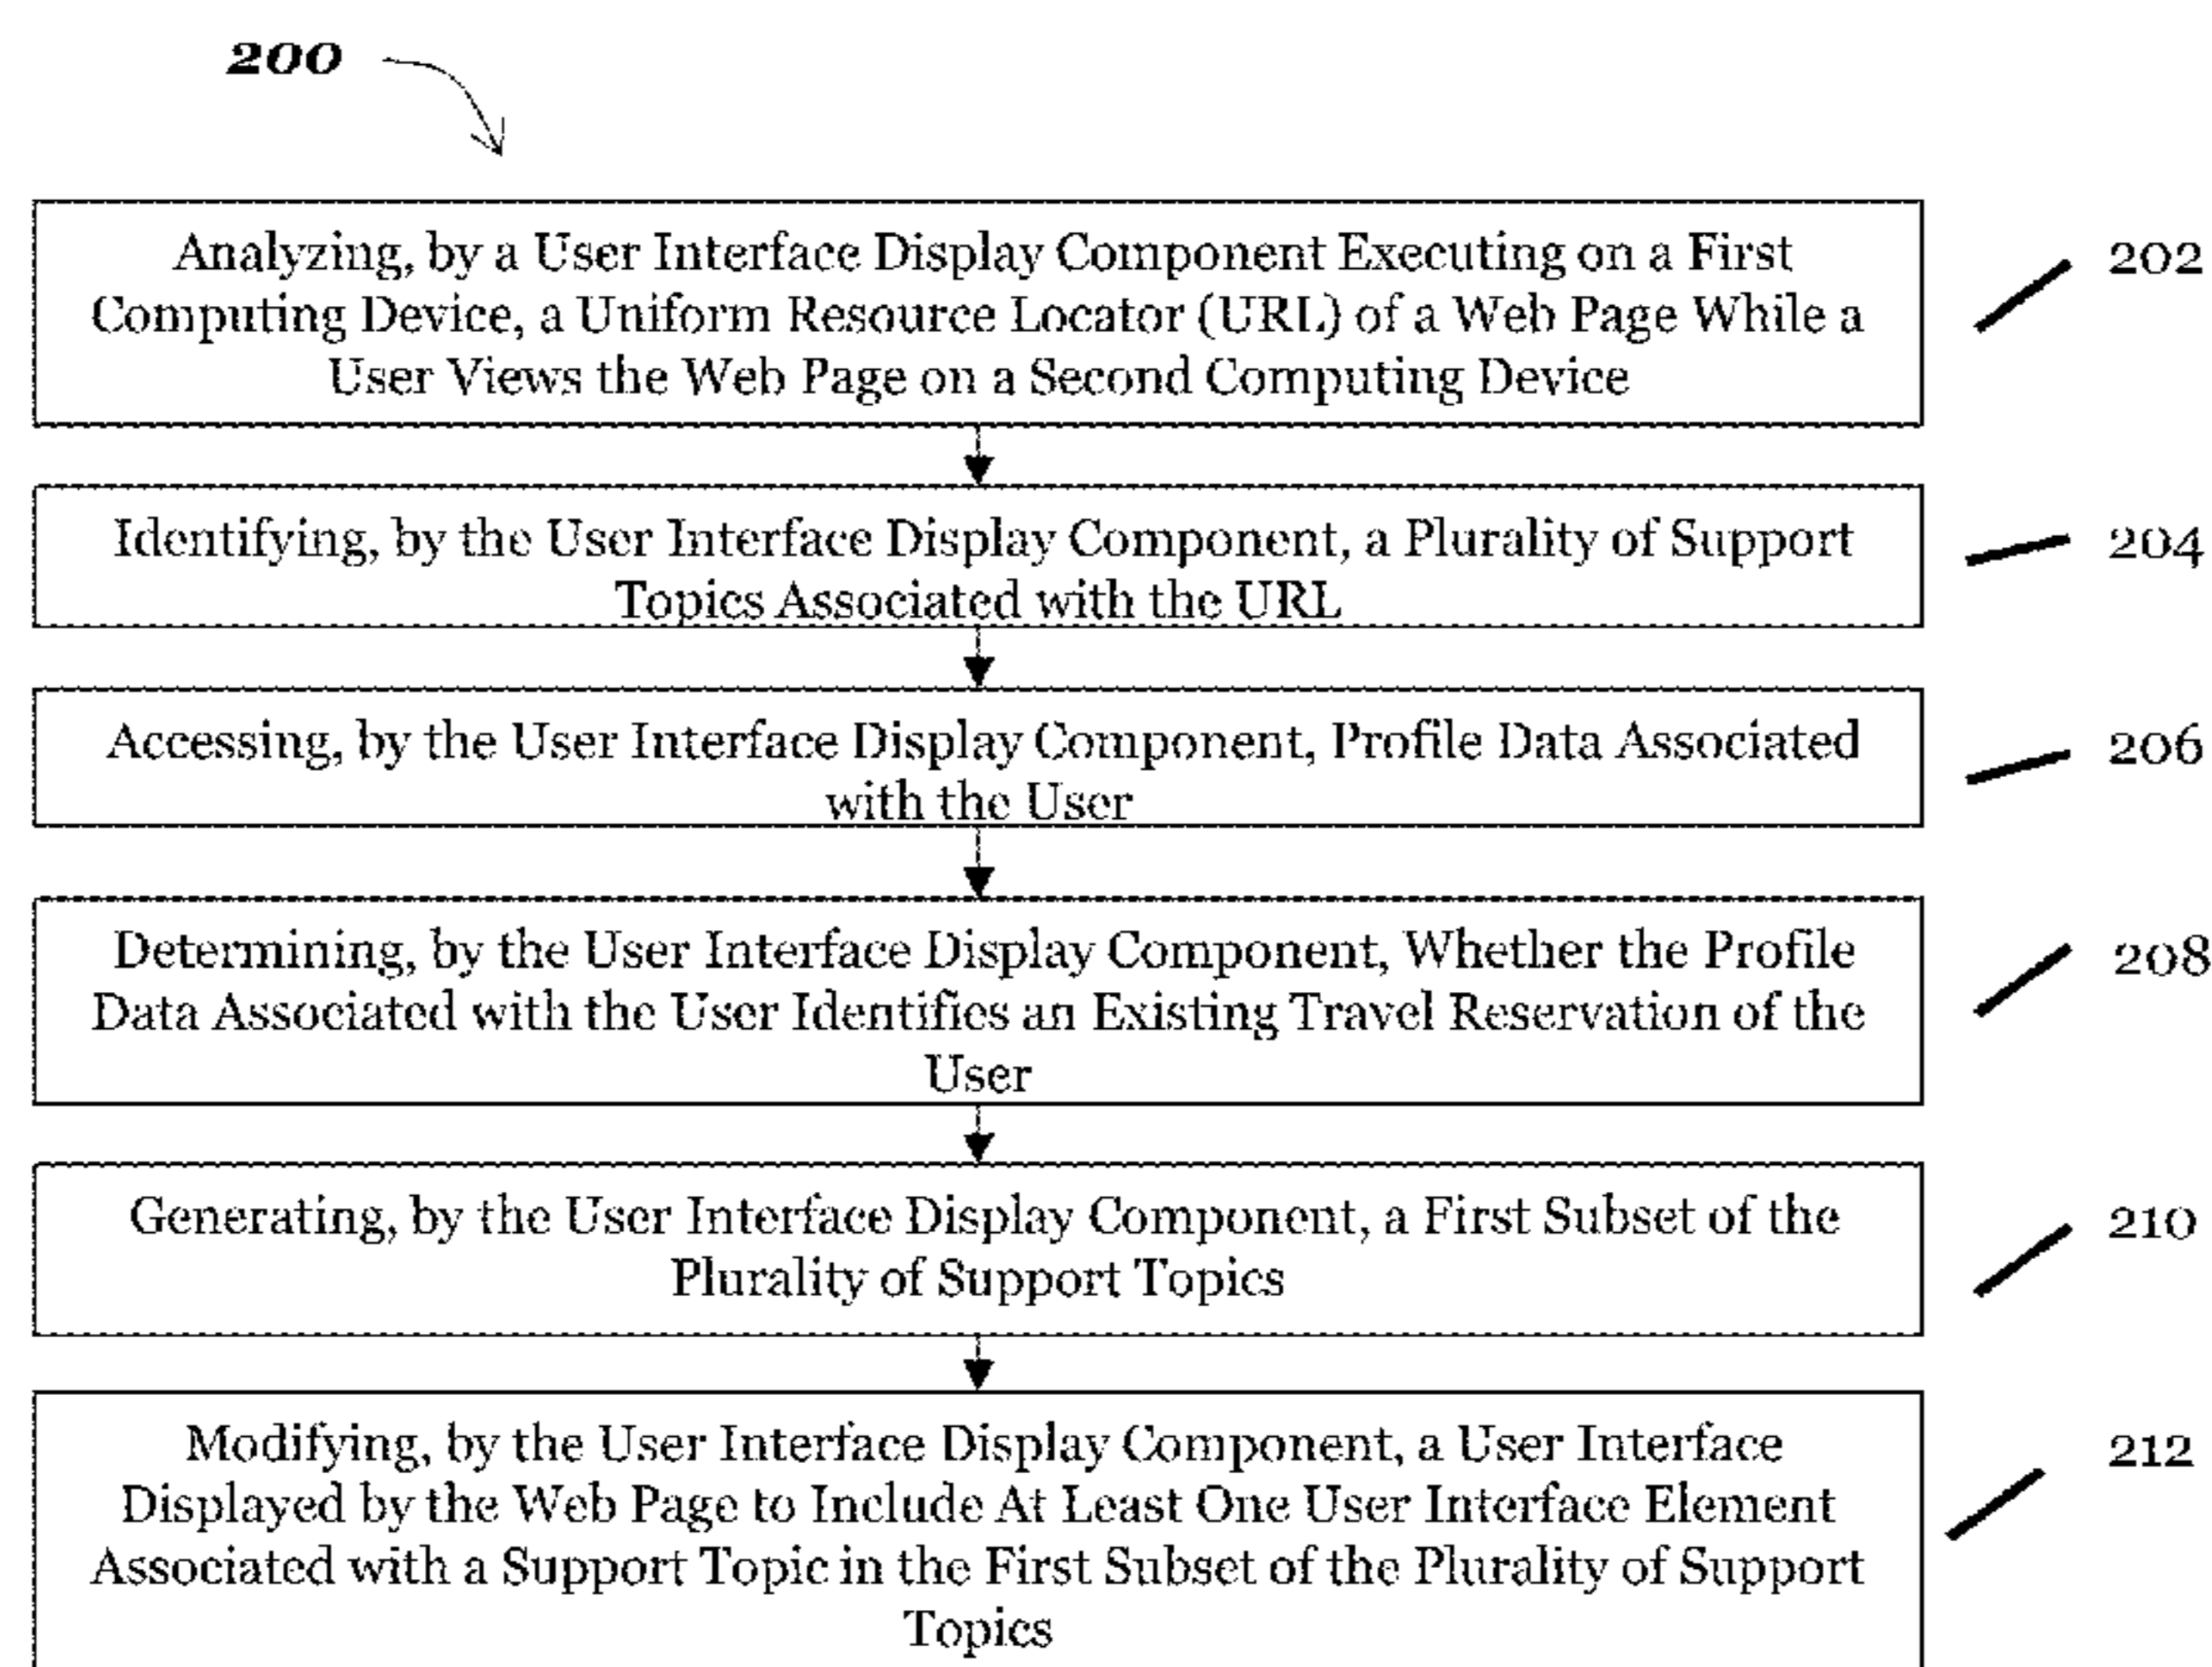 200
Analyzing, by a User Interface Display Component Executing on a First
Computing Device, a Uniform Resource Locator (URL) of a Web Page While a
User Views the Web Page on a Second Computing Device
202
Identifying, by the User Interface Display Component, a Plurality of Support
Topics Associated with the URL
204
Accessing, by the User Interface Display Component, Profile Data Associated
with the User
206
Determining, by the User Interface Display Component, Whether the Profile
Data Associated with the User Identifies an Existing Travel Reservation of the
User
208
Generating, by the User Interface Display Component, a First Subset of the
Plurality of Support Topics
210
Modifying, by the User Interface Display Component, a User Interface
Displayed by the Web Page to Include At Least One User Interface Element
Associated with a Support Topic in the First Subset of the Plurality of Support
Topics
212